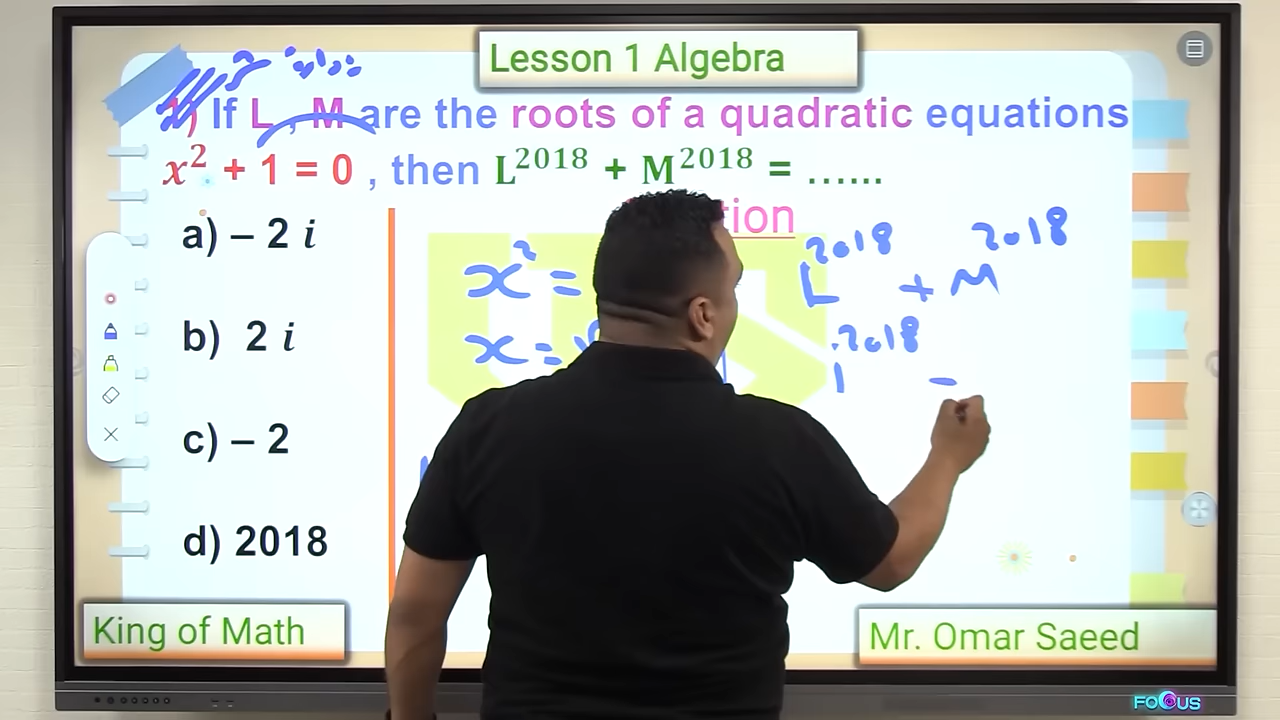 Lesson 1 Algebra
1) If L , M are the roots of a quadratic equations
x² + 1 = 0 , then L²⁰¹⁸ + M²⁰¹⁸ = ......
tion
a) – 2 i
b) 2 i
c) – 2
d) 2018
x² =
x =
L²⁰¹⁸ + M²⁰¹⁸
i²⁰¹⁸ –
King of Math
Mr. Omar Saeed
FOCUS